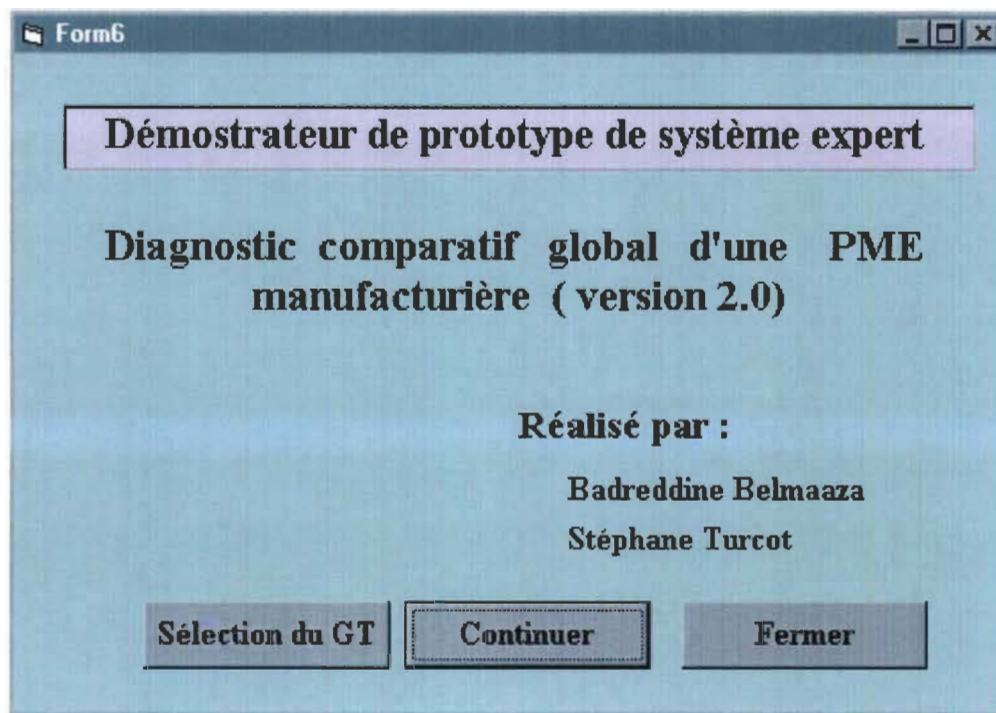 Form6
Démostrateur de prototype de système expert
Diagnostic comparatif global d'une PME
manufacturière ( version 2.0)
Réalisé par :
Badreddine Belmaaza
Stéphane Turcot
Sélection du GT Continuer Fermer